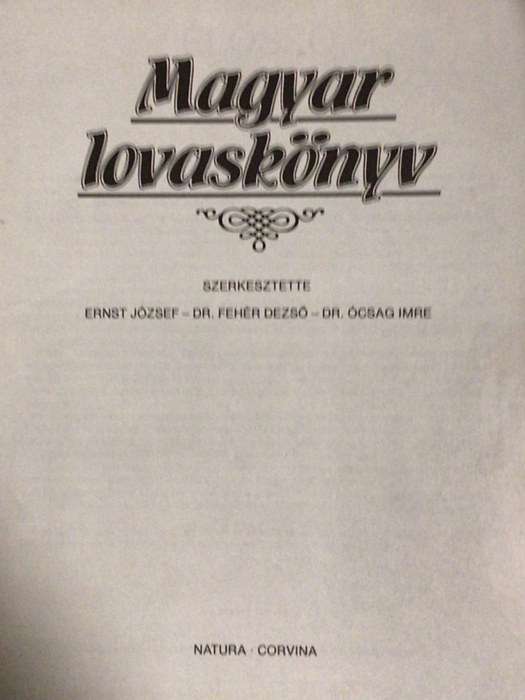 Magyar
lovaskönyv
SZERKESZTETTE
ERNST JÓZSEF – DR. FEHÉR DEZSŐ – DR. ÓCSAG IMRE
NATURA · CORVINA